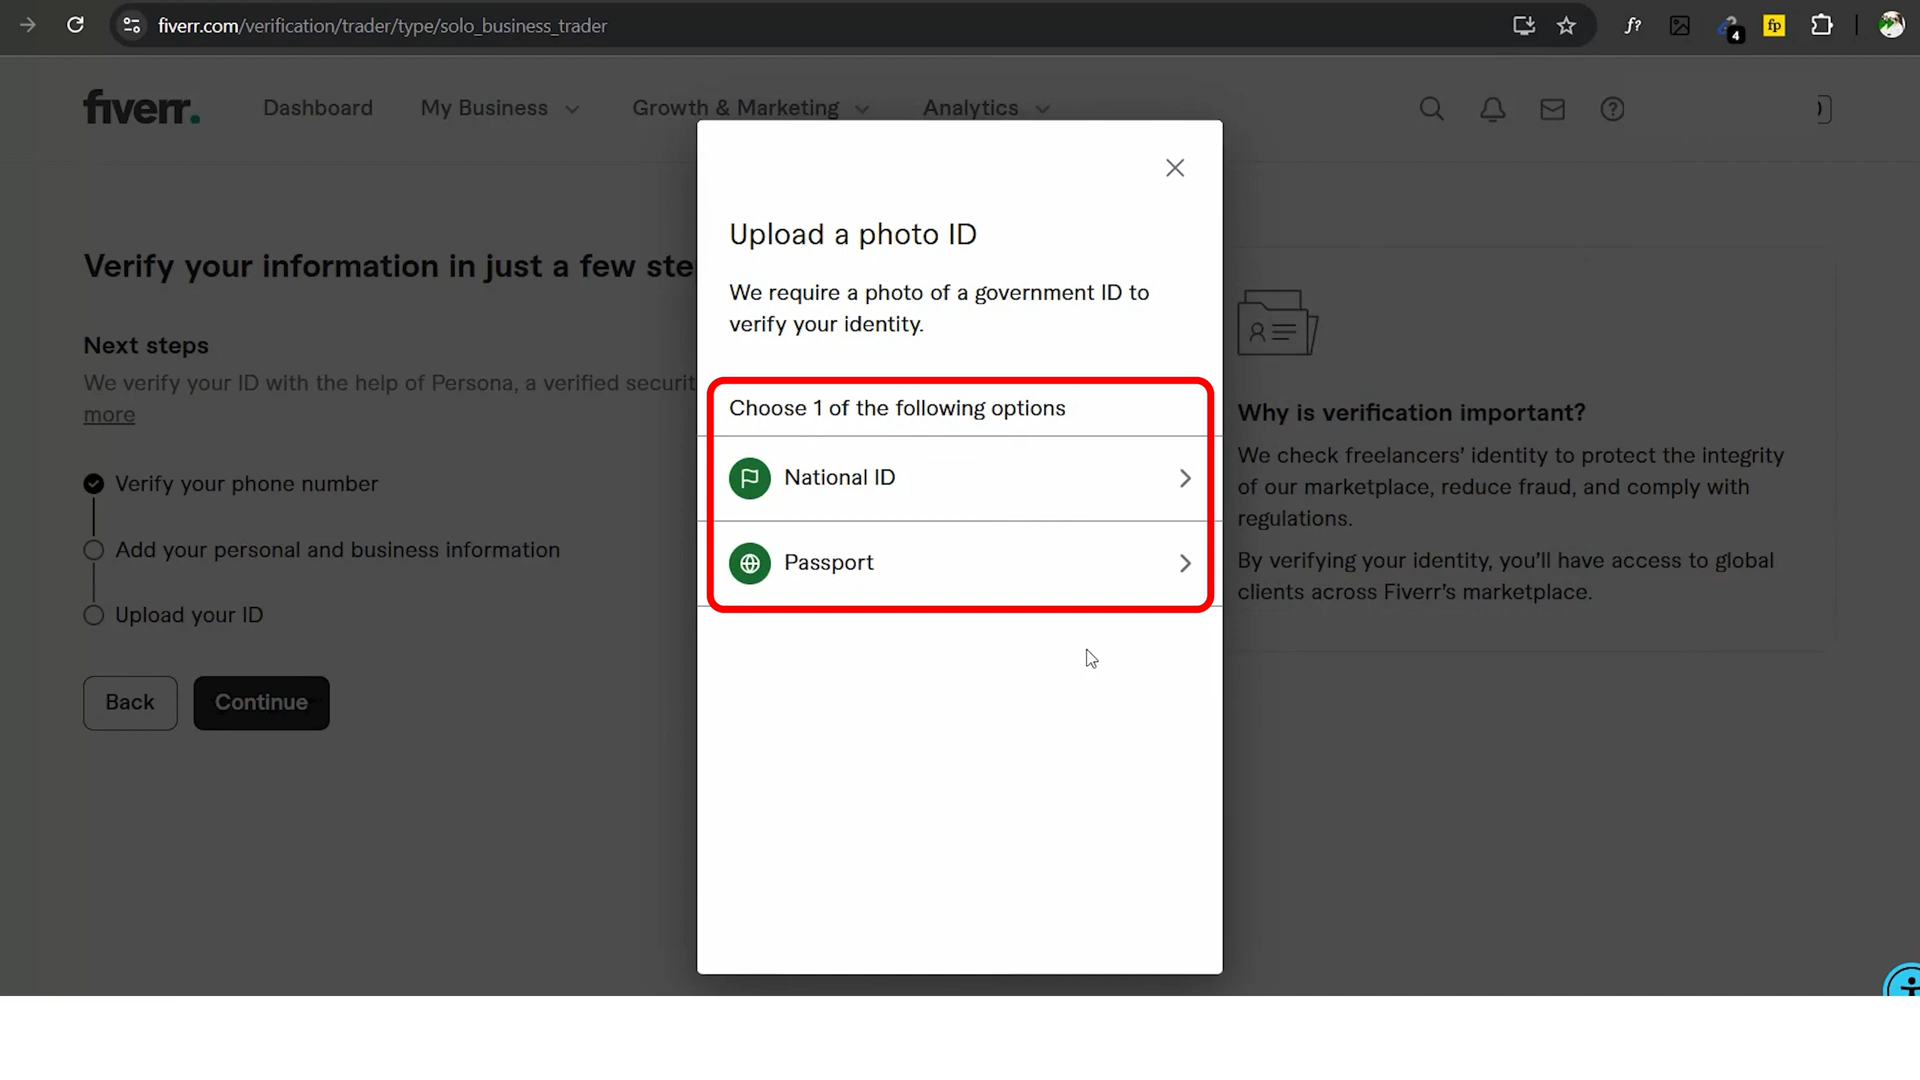 fiverr.com/verification/trader/type/solo_business_trader
f?
4
fp
fiverr.
Dashboard
My Business
Growth & Marketing
Analytics
Upload a photo ID
We require a photo of a government ID to
verify your identity.
Choose 1 of the following options
National ID
Passport
Verify your information in just a few ste
Next steps
We verify your ID with the help of Persona, a verified securit
more
Verify your phone number
Add your personal and business information
Upload your ID
Back
Continue
Why is verification important?
We check freelancers' identity to protect the integrity
of our marketplace, reduce fraud, and comply with
regulations.
By verifying your identity, you'll have access to global
clients across Fiverr's marketplace.